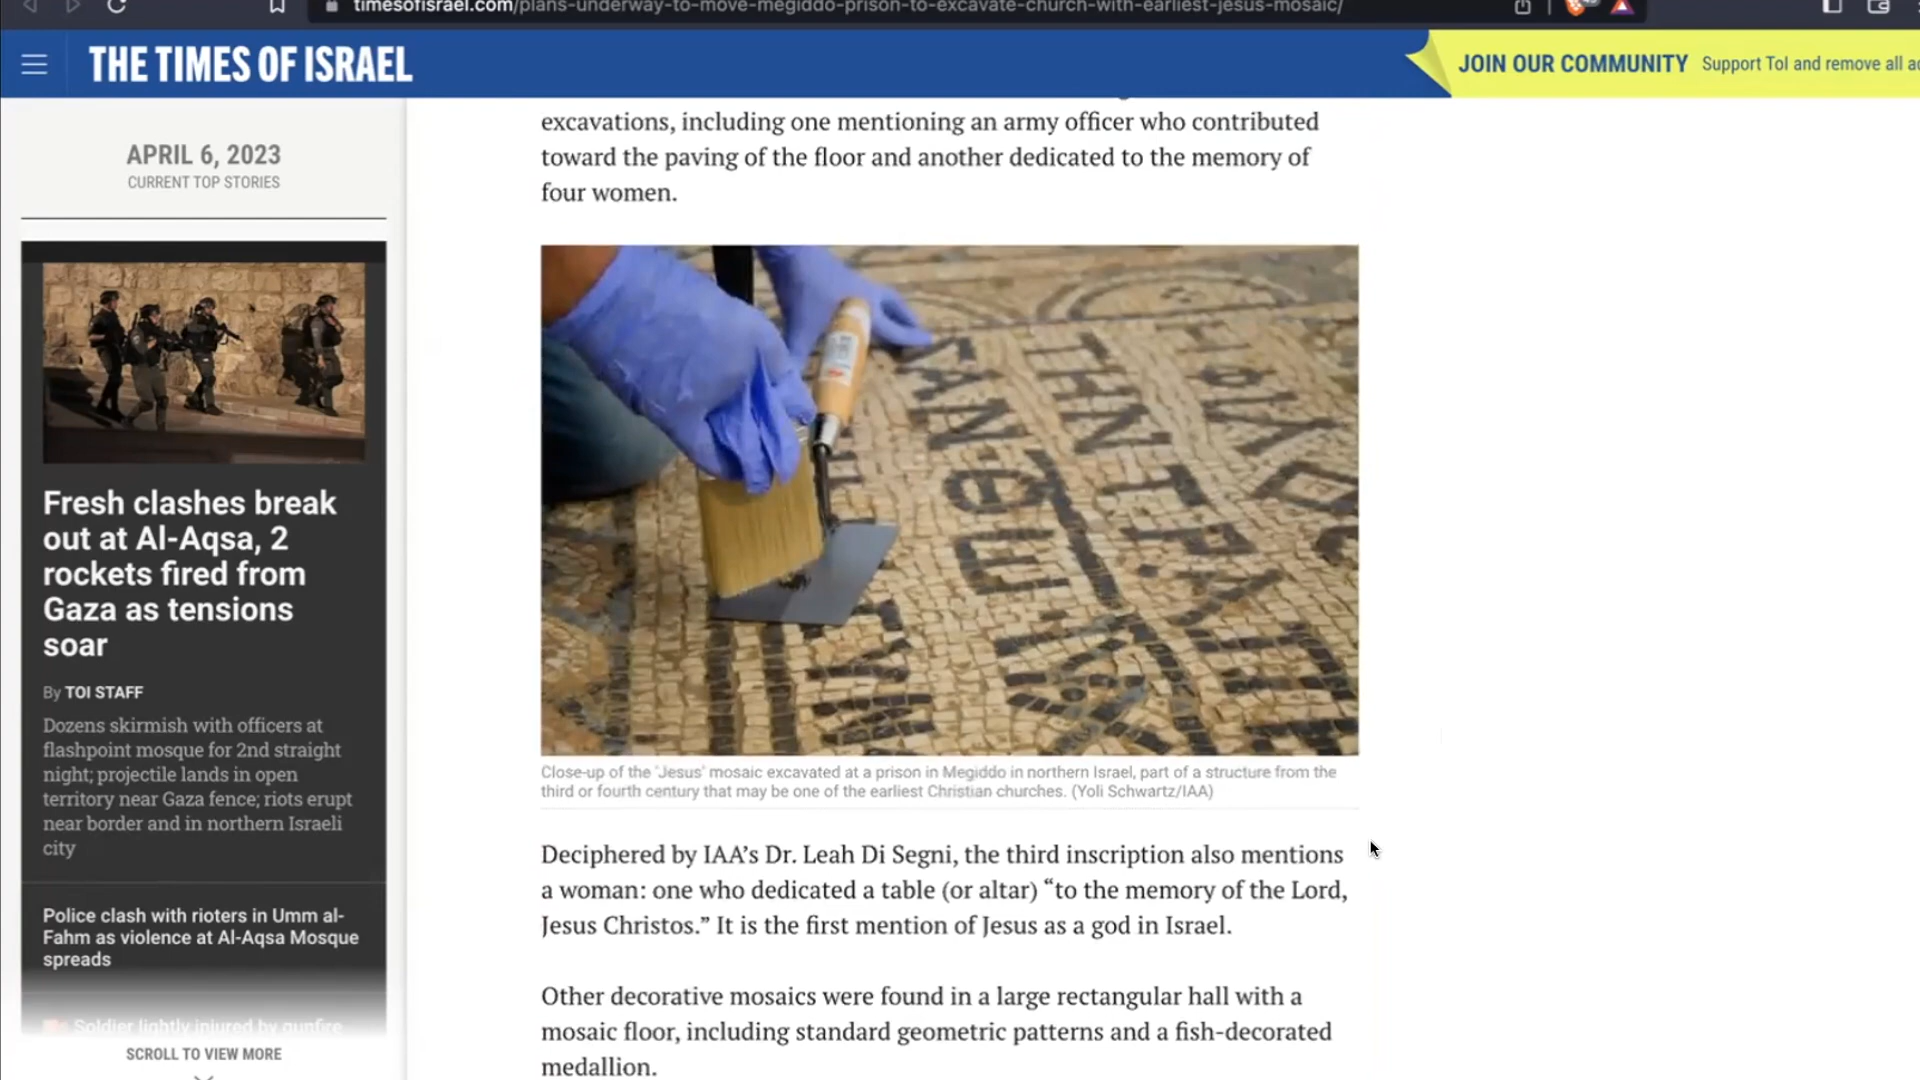 timesofisrael.com/plans-underway-to-move-megiddo-prison-to-excavate-church-with-earliest-jesus-mosaic/
THE TIMES OF ISRAEL
JOIN OUR COMMUNITY Support ToI and remove all
APRIL 6, 2023
CURRENT TOP STORIES
Fresh clashes break
out at Al-Aqsa, 2
rockets fired from
Gaza as tensions
soar
By TOI STAFF
Dozens skirmish with officers at
flashpoint mosque for 2nd straight
night; projectile lands in open
territory near Gaza fence; riots erupt
near border and in northern Israeli
city
Police clash with rioters in Umm al-
Fahm as violence at Al-Aqsa Mosque
spreads
Soldier lightly injured by gunfire
SCROLL TO VIEW MORE
excavations, including one mentioning an army officer who contributed
toward the paving of the floor and another dedicated to the memory of
four women.
Close-up of the 'Jesus' mosaic excavated at a prison in Megiddo in northern Israel, part of a structure from the
third or fourth century that may be one of the earliest Christian churches. (Yoli Schwartz/IAA)
Deciphered by IAA’s Dr. Leah Di Segni, the third inscription also mentions
a woman: one who dedicated a table (or altar) “to the memory of the Lord,
Jesus Christos.” It is the first mention of Jesus as a god in Israel.
Other decorative mosaics were found in a large rectangular hall with a
mosaic floor, including standard geometric patterns and a fish-decorated
medallion.